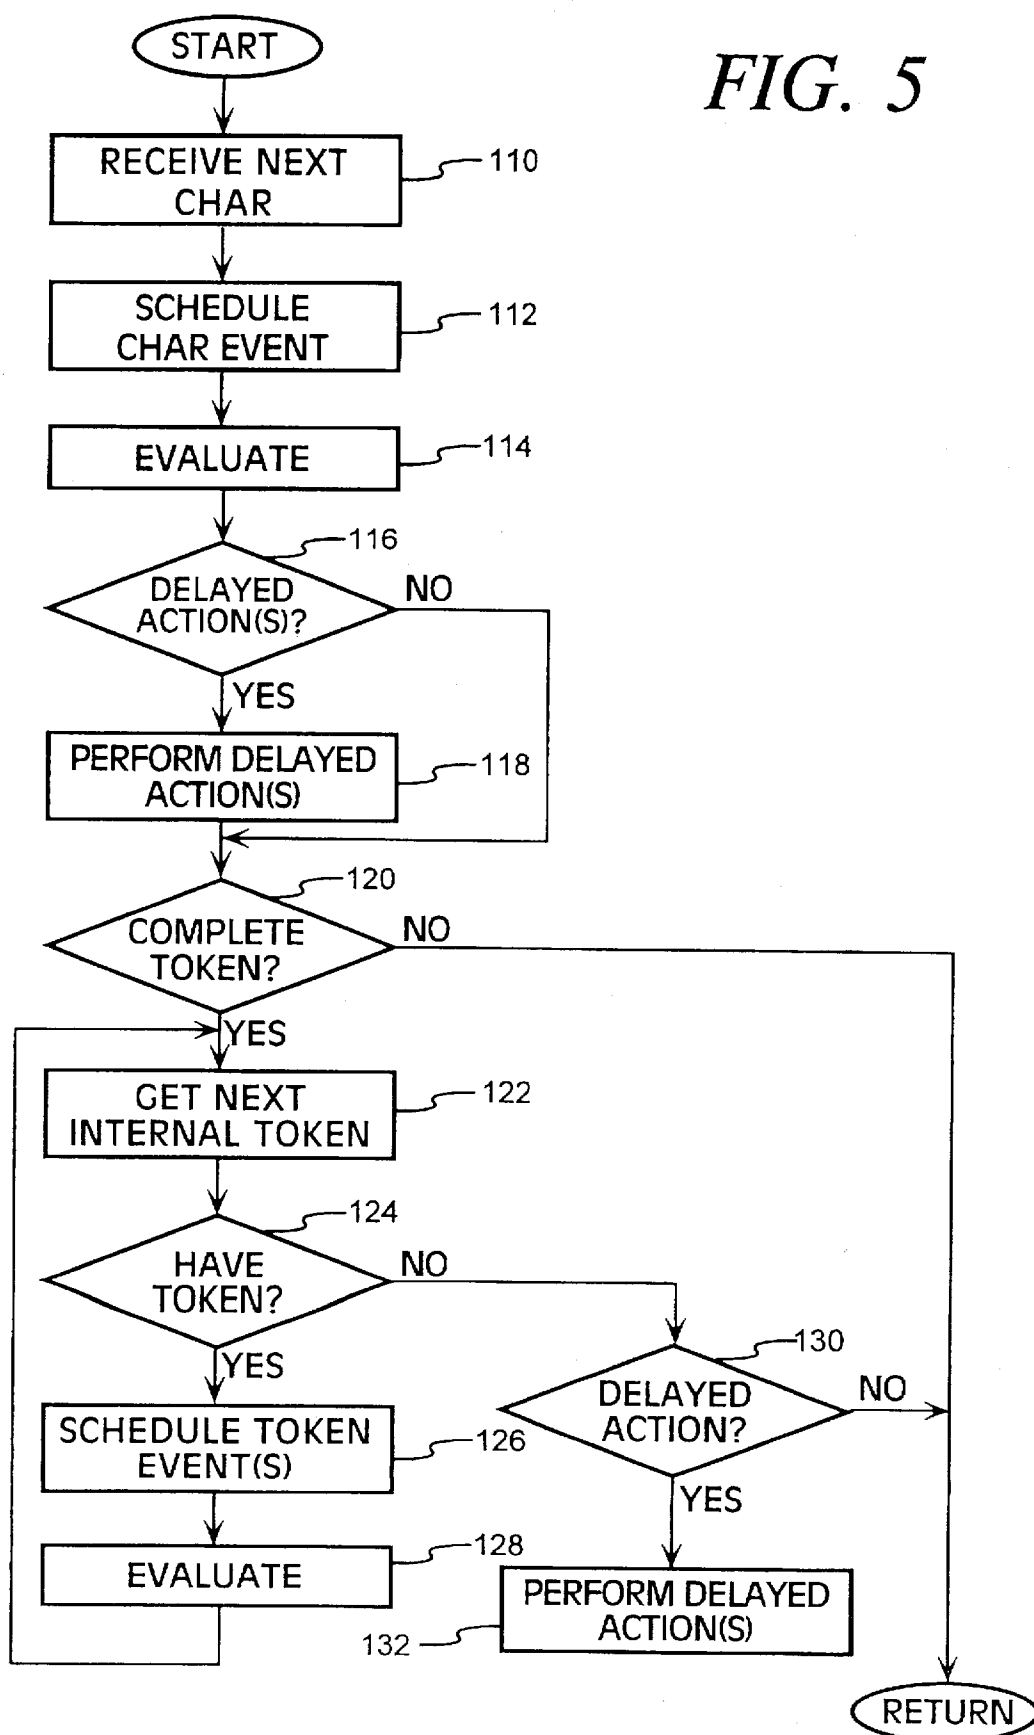 START
FIG. 5
RECEIVE NEXT
CHAR
110
SCHEDULE
CHAR EVENT
112
EVALUATE
114
116
DELAYED
ACTION(S)?
NO
YES
PERFORM DELAYED
ACTION(S)
118
120
COMPLETE
TOKEN?
NO
YES
GET NEXT
INTERNAL TOKEN
122
124
HAVE
TOKEN?
NO
YES
130
DELAYED
ACTION?
NO
YES
SCHEDULE TOKEN
EVENT(S)
126
EVALUATE
128
PERFORM DELAYED
ACTION(S)
132
RETURN